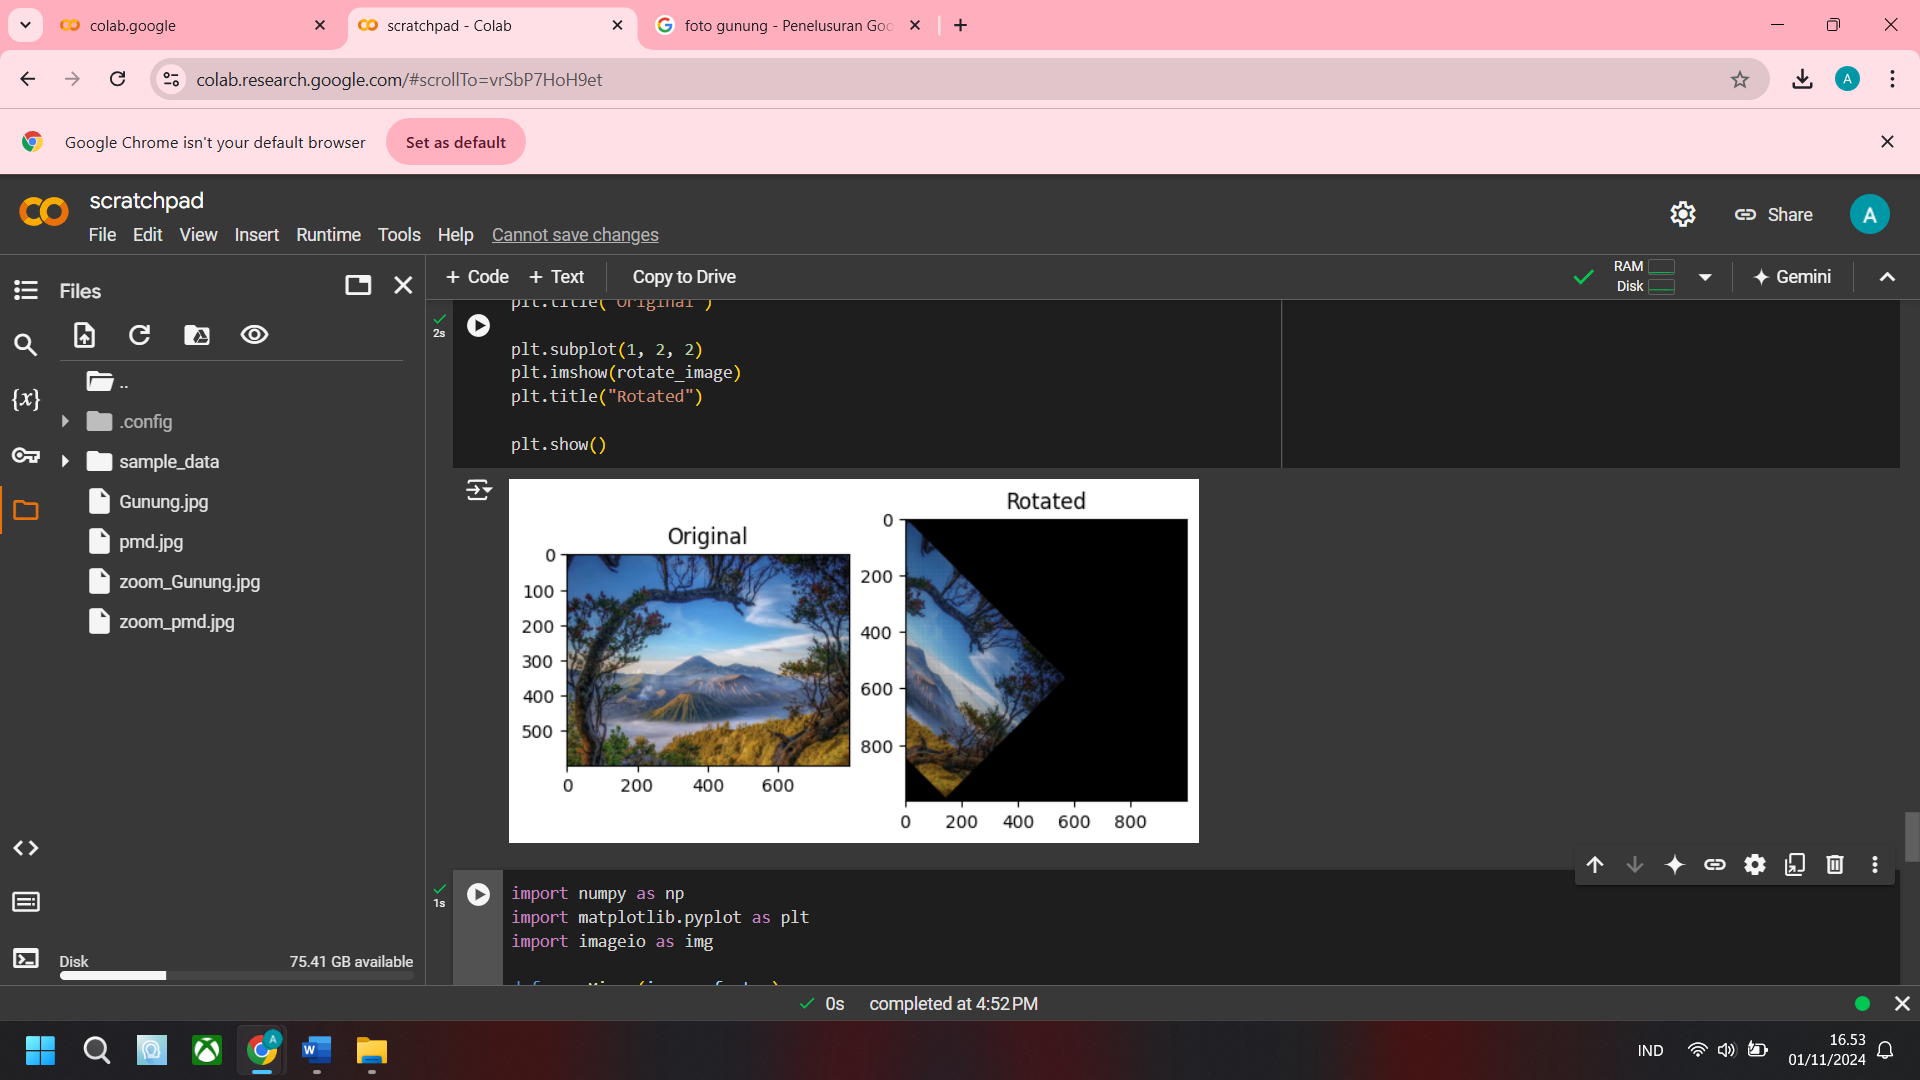 colab.google
scratchpad - Colab
foto gunung - Penelusuran Goo
colab.research.google.com/#scrollTo=vrSbP7HoH9et
A
Google Chrome isn't your default browser
Set as default
scratchpad
File Edit View Insert Runtime Tools Help Cannot save changes
Share
A
Files
+ Code + Text
Copy to Drive
RAM
Disk
Gemini
..
.config
sample_data
Gunung.jpg
pmd.jpg
zoom_Gunung.jpg
zoom_pmd.jpg
Disk
75.41 GB available
2s
plt.title("Original")
plt.subplot(1, 2, 2)
plt.imshow(rotate_image)
plt.title("Rotated")
plt.show()
Original
0
100
200
300
400
500
0 200 400 600
Rotated
0
200
400
600
800
0 200 400 600 800
1s
import numpy as np
import matplotlib.pyplot as plt
import imageio as img
0s completed at 4:52 PM
A
W
IND
16.53
01/11/2024